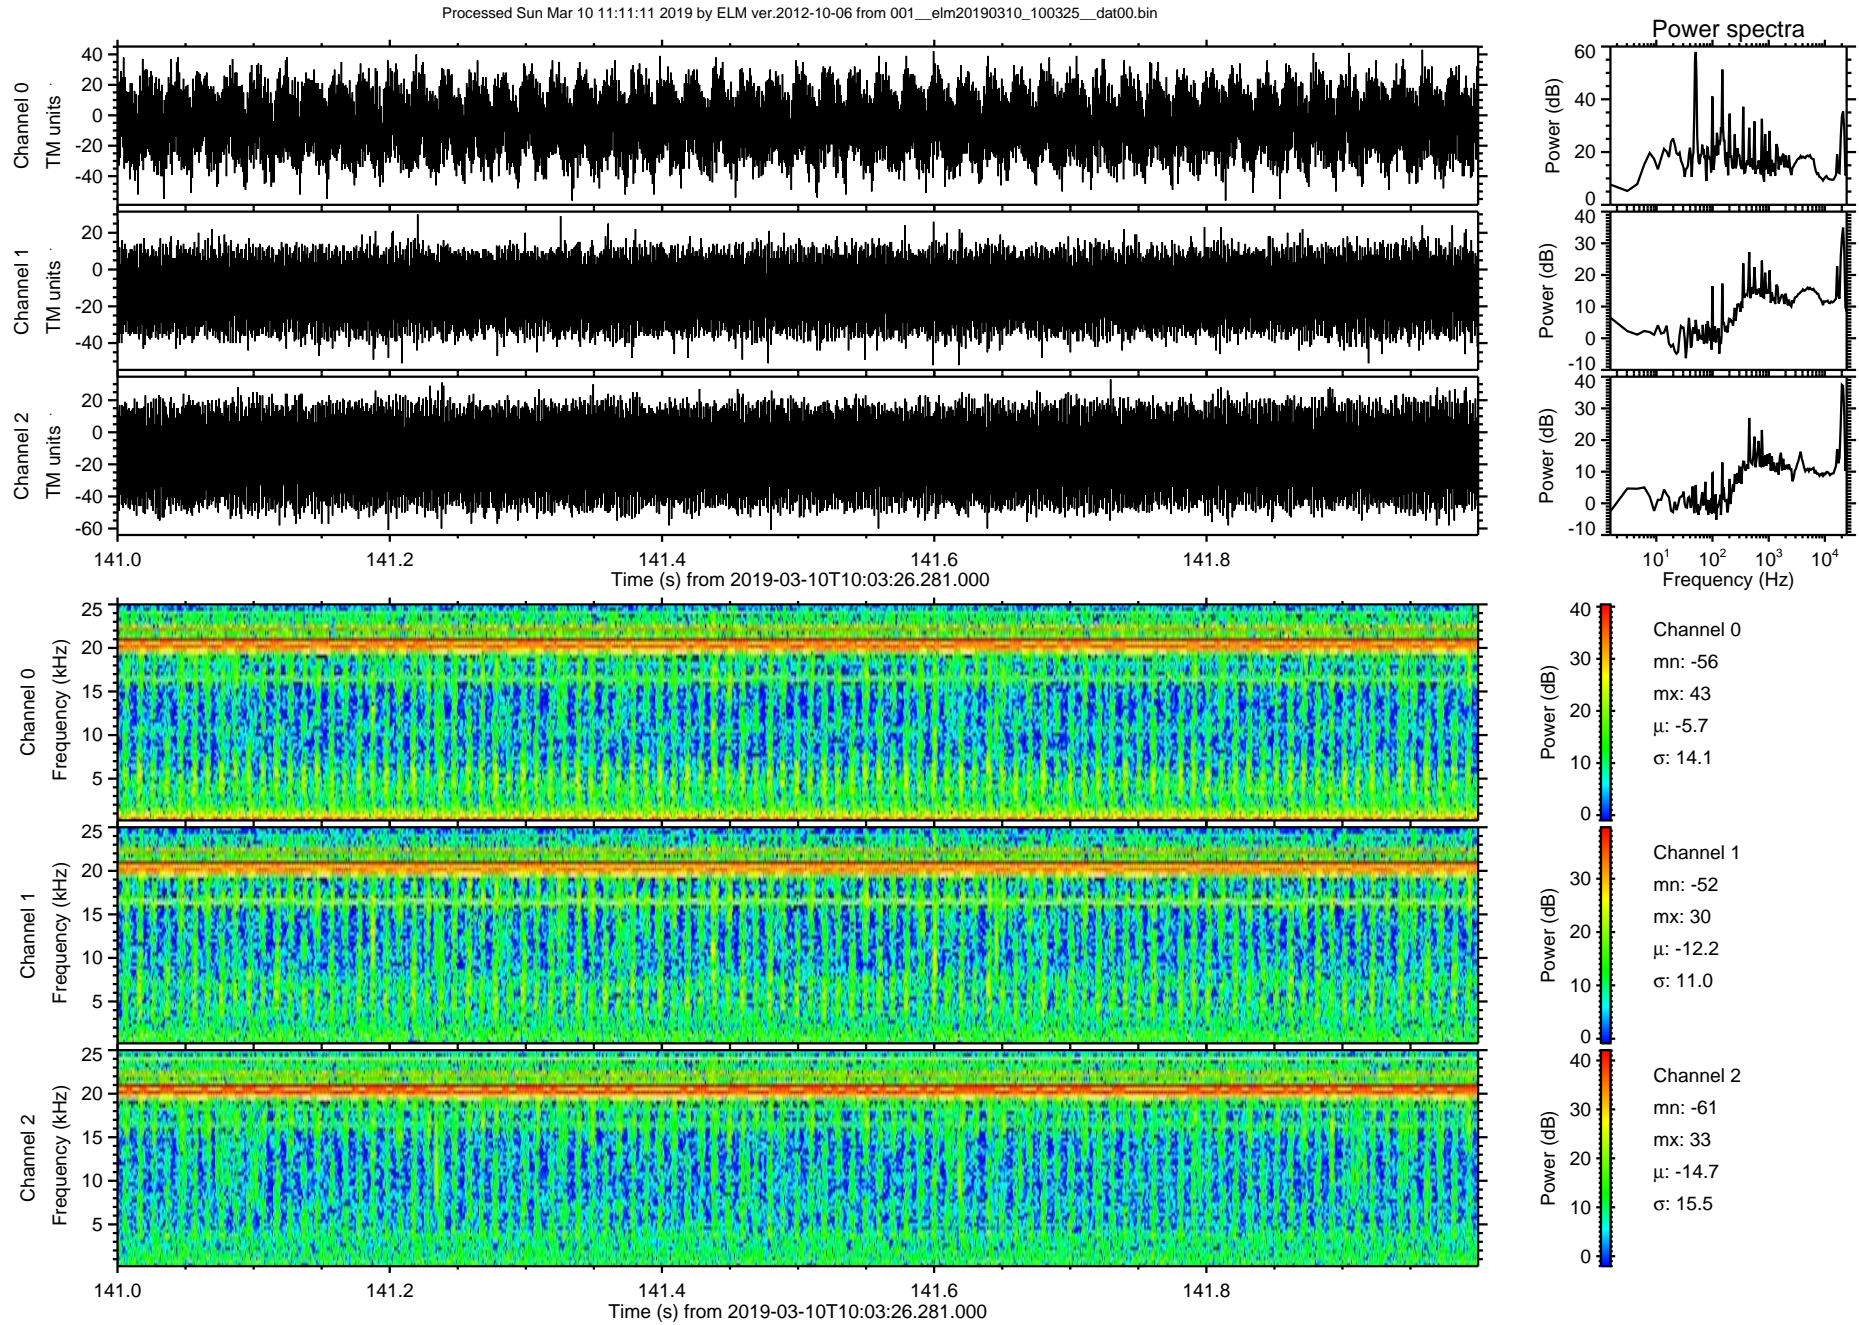 Processed Sun Mar 10 11:11:11 2019 by ELM ver.2012-10-06 from 001__elm20190310_100325__dat00.bin
Power spectra
Channel 0
TM units
40
20
0
-20
-40
Power (dB)
60
40
20
0
Channel 1
TM units
20
0
-20
-40
Power (dB)
40
30
20
10
0
-10
Channel 2
TM units
20
0
-20
-40
-60
Power (dB)
40
30
20
10
0
-10
141.0 141.2 141.4 141.6 141.8
Time (s) from 2019-03-10T10:03:26.281.000
10^1 10^2 10^3 10^4
Frequency (Hz)
Channel 0
Frequency (kHz)
25
20
15
10
5
Power (dB)
40
30
20
10
0
Channel 0
mn: -56
mx: 43
µ: -5.7
σ: 14.1
Channel 1
Frequency (kHz)
25
20
15
10
5
Power (dB)
30
20
10
0
Channel 1
mn: -52
mx: 30
µ: -12.2
σ: 11.0
Channel 2
Frequency (kHz)
25
20
15
10
5
Power (dB)
40
30
20
10
0
Channel 2
mn: -61
mx: 33
µ: -14.7
σ: 15.5
141.0 141.2 141.4 141.6 141.8
Time (s) from 2019-03-10T10:03:26.281.000